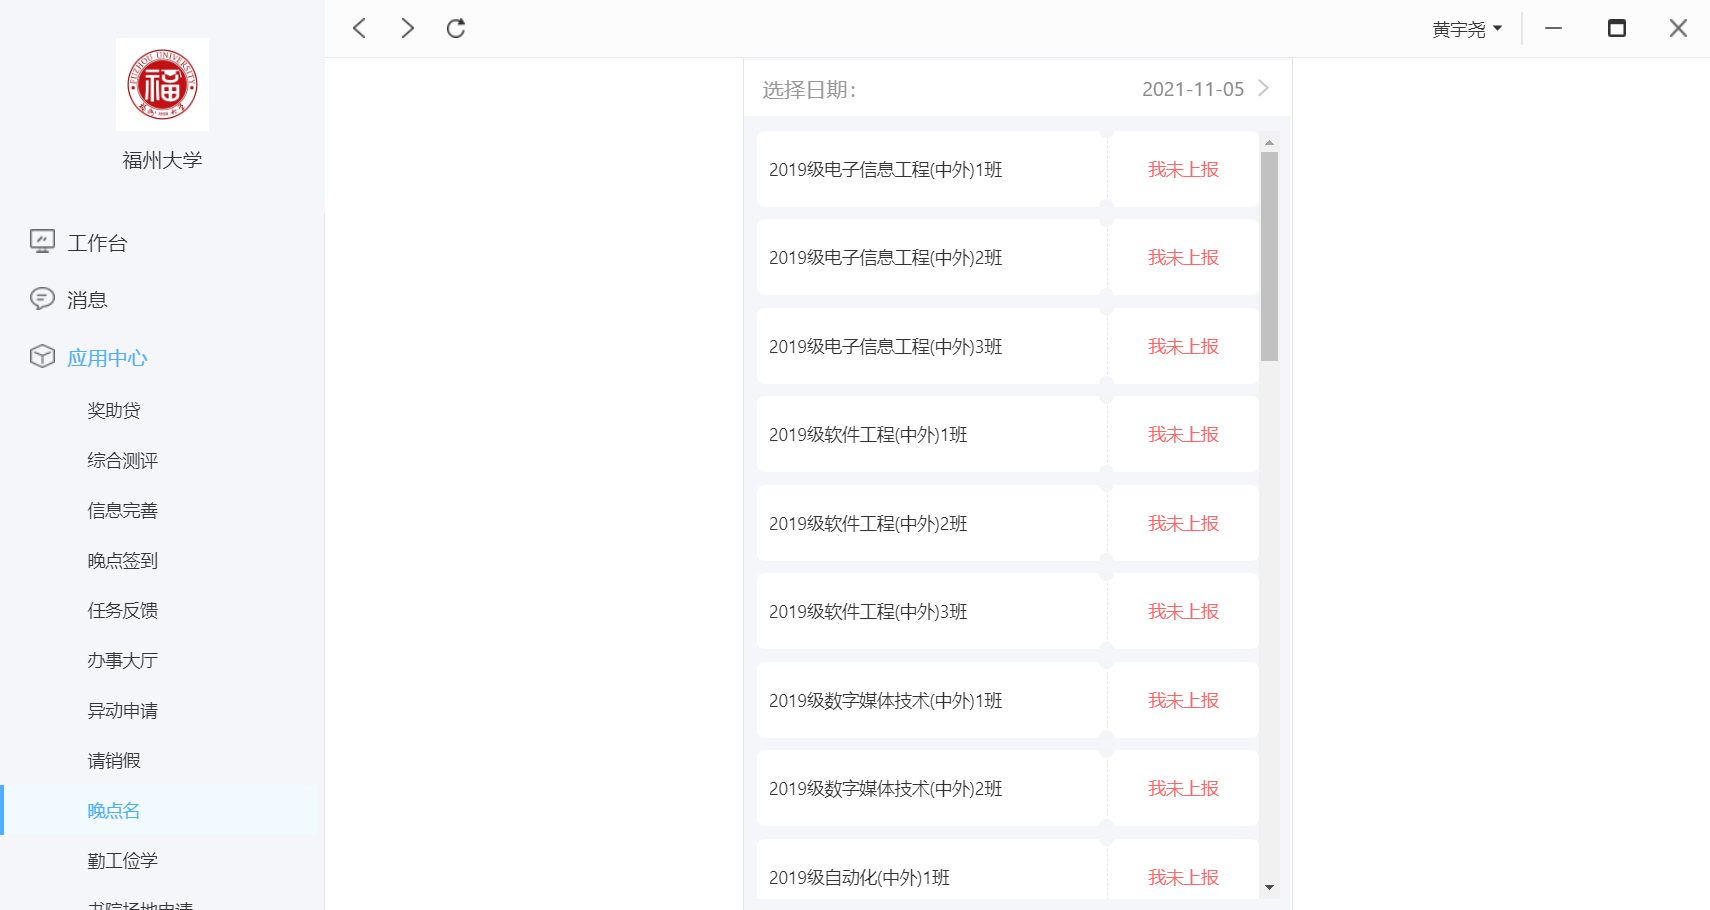 FUZHOU UNIVERSITY
福
福州大学
工作台
消息
应用中心
奖助贷
综合测评
信息完善
晚点签到
任务反馈
办事大厅
异动申请
请销假
晚点名
勤工俭学
书院场地申请
黄宇尧
选择日期：
2021-11-05
2019级电子信息工程(中外)1班
我未上报
2019级电子信息工程(中外)2班
我未上报
2019级电子信息工程(中外)3班
我未上报
2019级软件工程(中外)1班
我未上报
2019级软件工程(中外)2班
我未上报
2019级软件工程(中外)3班
我未上报
2019级数字媒体技术(中外)1班
我未上报
2019级数字媒体技术(中外)2班
我未上报
2019级自动化(中外)1班
我未上报